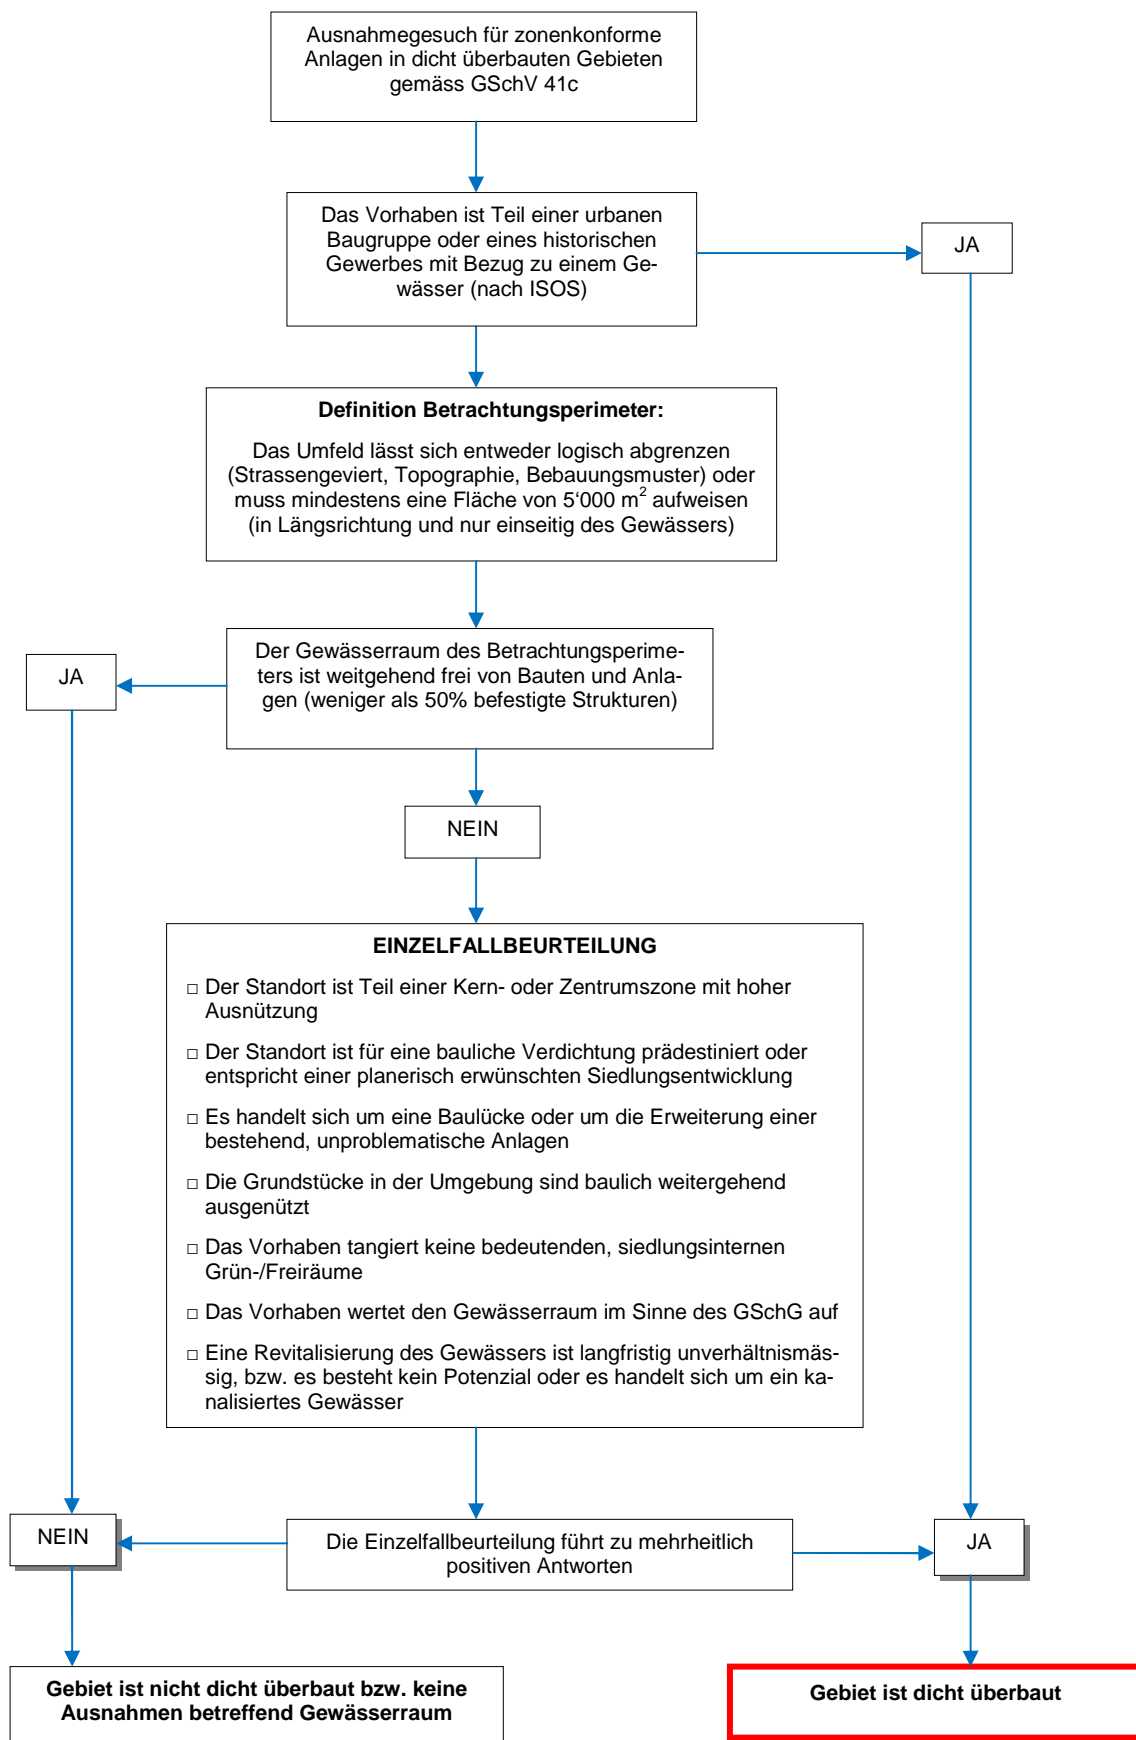 Ausnahmegesuch für zonenkonforme
Anlagen in dicht überbauten Gebieten
gemäss GSchV 41c
Das Vorhaben ist Teil einer urbanen
Baugruppe oder eines historischen
Gewerbes mit Bezug zu einem Ge-
wässer (nach ISOS)
JA
Definition Betrachtungsperimeter:
Das Umfeld lässt sich entweder logisch abgrenzen
(Strassengeviert, Topographie, Bebauungsmuster) oder
muss mindestens eine Fläche von 5‘000 m² aufweisen
(in Längsrichtung und nur einseitig des Gewässers)
Der Gewässerraum des Betrachtungsperime-
ters ist weitgehend frei von Bauten und Anla-
gen (weniger als 50% befestigte Strukturen)
JA
NEIN
EINZELFALLBEURTEILUNG
□ Der Standort ist Teil einer Kern- oder Zentrumszone mit hoher
Ausnützung
□ Der Standort ist für eine bauliche Verdichtung prädestiniert oder
entspricht einer planerisch erwünschten Siedlungsentwicklung
□ Es handelt sich um eine Baulücke oder um die Erweiterung einer
bestehend, unproblematische Anlagen
□ Die Grundstücke in der Umgebung sind baulich weitergehend
ausgenützt
□ Das Vorhaben tangiert keine bedeutenden, siedlungsinternen
Grün-/Freiräume
□ Das Vorhaben wertet den Gewässerraum im Sinne des GSchG auf
□ Eine Revitalisierung des Gewässers ist langfristig unverhältnismäs-
sig, bzw. es besteht kein Potenzial oder es handelt sich um ein ka-
nalisiertes Gewässer
NEIN
Die Einzelfallbeurteilung führt zu mehrheitlich
positiven Antworten
JA
Gebiet ist nicht dicht überbaut bzw. keine
Ausnahmen betreffend Gewässerraum
Gebiet ist dicht überbaut